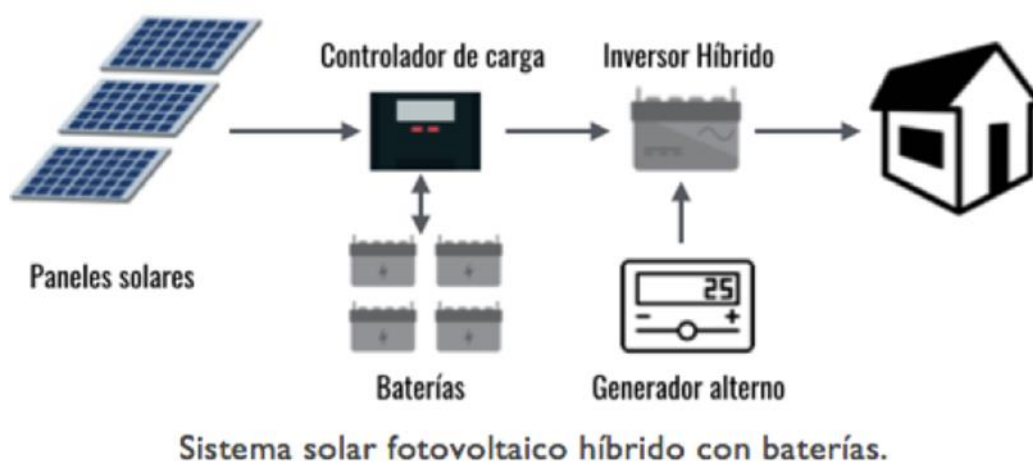 Controlador de carga
Inversor Híbrido
Paneles solares
25
- +
Baterías
Generador alterno
Sistema solar fotovoltaico híbrido con baterías.